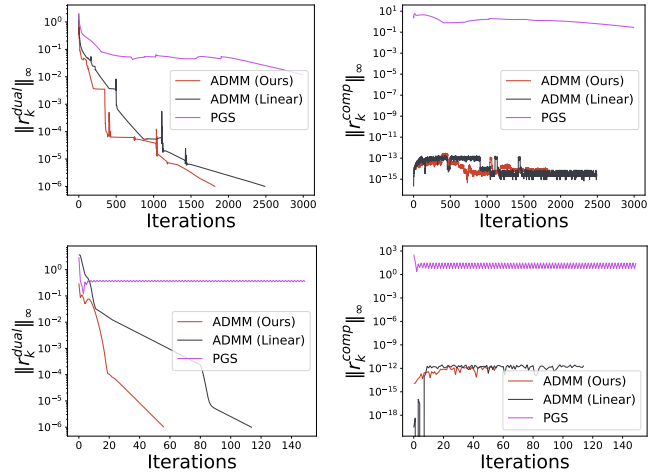 10^0
10^-1
10^-2
10^-3
10^-4
10^-5
10^-6
‖r_k^{dual}‖_∞
ADMM (Ours)
ADMM (Linear)
PGS
0 500 1000 1500 2000 2500 3000
Iterations
10^1
10^-1
10^-3
10^-5
10^-7
10^-9
10^-11
10^-13
10^-15
‖r_k^{comp}‖_∞
ADMM (Ours)
ADMM (Linear)
PGS
0 500 1000 1500 2000 2500 3000
Iterations
10^0
10^-1
10^-2
10^-3
10^-4
10^-5
10^-6
‖r_k^{dual}‖_∞
ADMM (Ours)
ADMM (Linear)
PGS
0 20 40 60 80 100 120 140
Iterations
10^3
10^0
10^-3
10^-6
10^-9
10^-12
10^-15
10^-18
‖r_k^{comp}‖_∞
ADMM (Ours)
ADMM (Linear)
PGS
0 20 40 60 80 100 120 140
Iterations